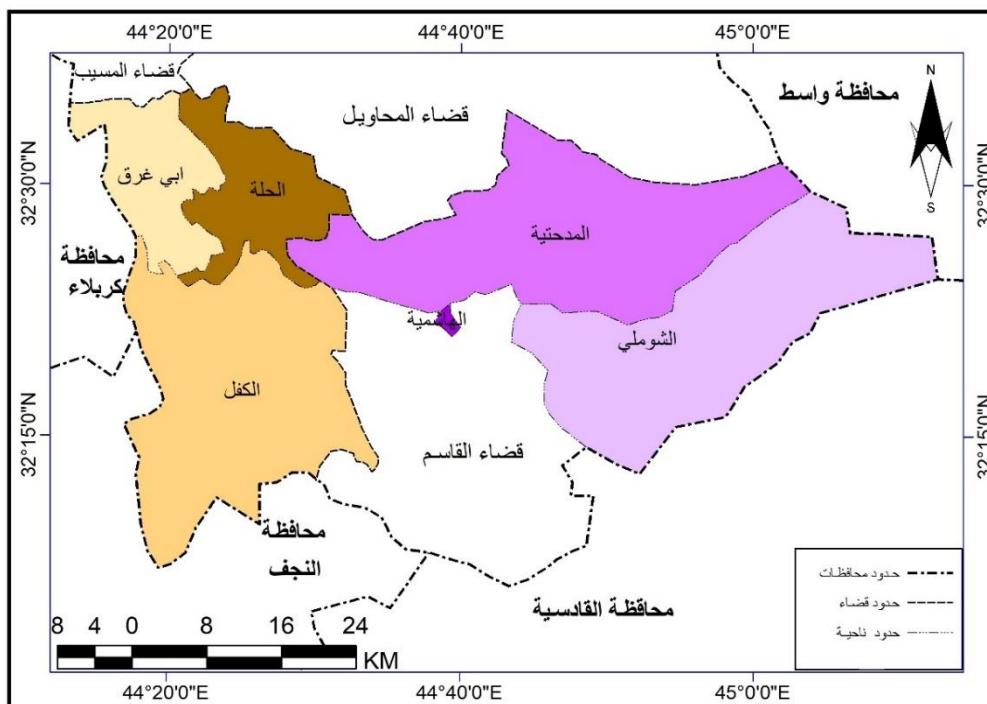 44°20'0"E
44°40'0"E
45°0'0"E
قضاء المسيب
محافظة واسط
N
قضاء المحاويل
32°30'0"N
ابي غرق
الحلة
32°30'0"N
S
المدحتية
محافظة
كربلاء
الهاشمية
الشوملي
الكفل
32°15'0"N
قضاء القاسم
32°15'0"N
محافظة
النجف
حدود محافظات
حدود قضاء
حدود ناحية
محاقظة القادسية
8 4 0 8 16 24
KM
44°20'0"E
44°40'0"E
45°0'0"E